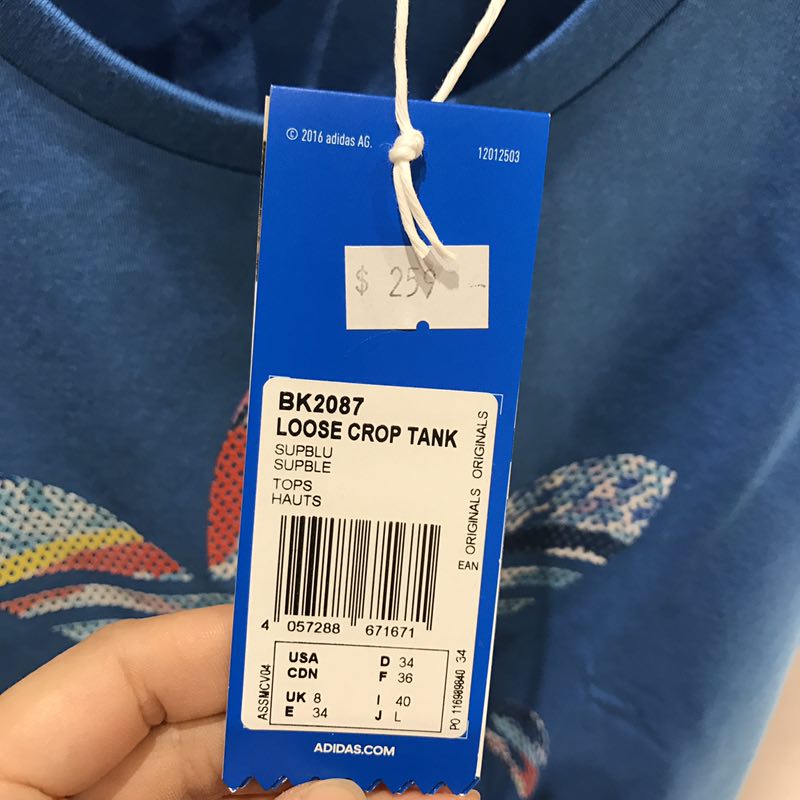 © 2016 adidas AG.
12012503
$ 259
BK2087
LOOSE CROP TANK
SUPBLU
SUPBLE
TOPS
HAUTS
ORIGINALS
ORIGINALS
EAN
4 057288 671671
ASSMCV04
USA
CDN
UK 8
E 34
D 34
F 36
I 40
J L
PO 116989840 34
ADIDAS.COM